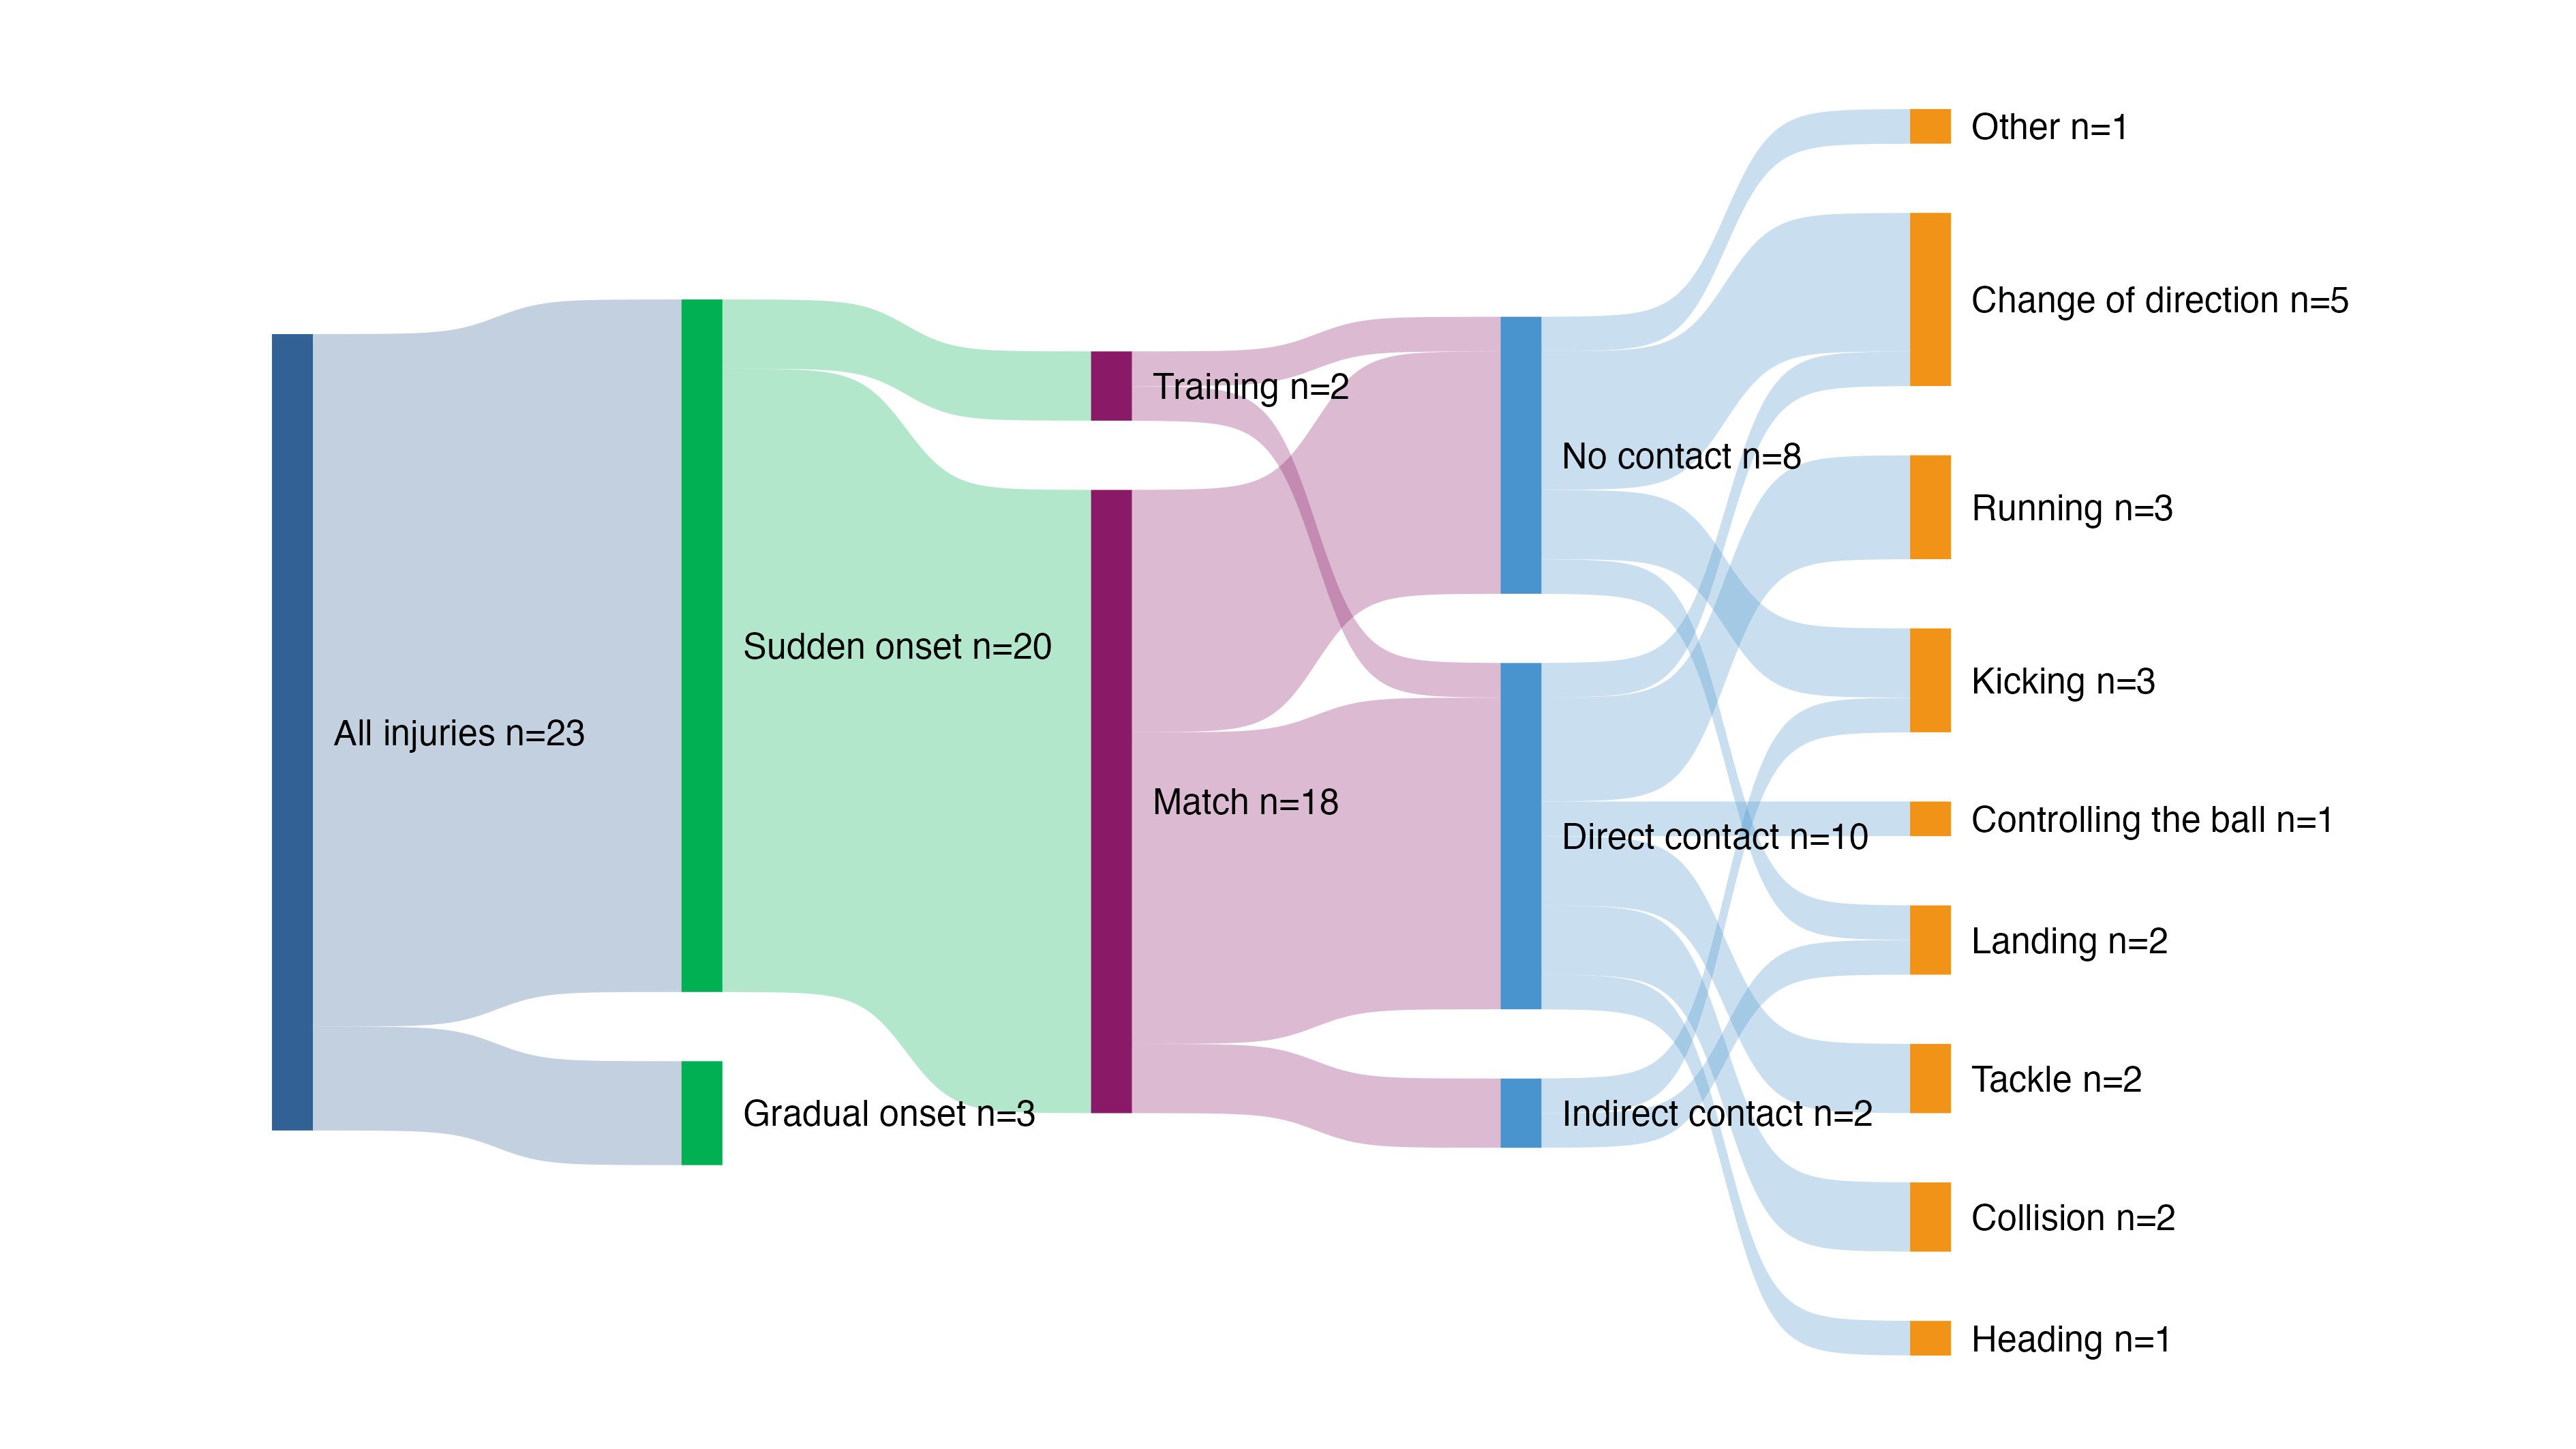 All injuries n=23
Sudden onset n=20
Gradual onset n=3
Training n=2
Match n=18
No contact n=8
Direct contact n=10
Indirect contact n=2
Other n=1
Change of direction n=5
Running n=3
Kicking n=3
Controlling the ball n=1
Landing n=2
Tackle n=2
Collision n=2
Heading n=1